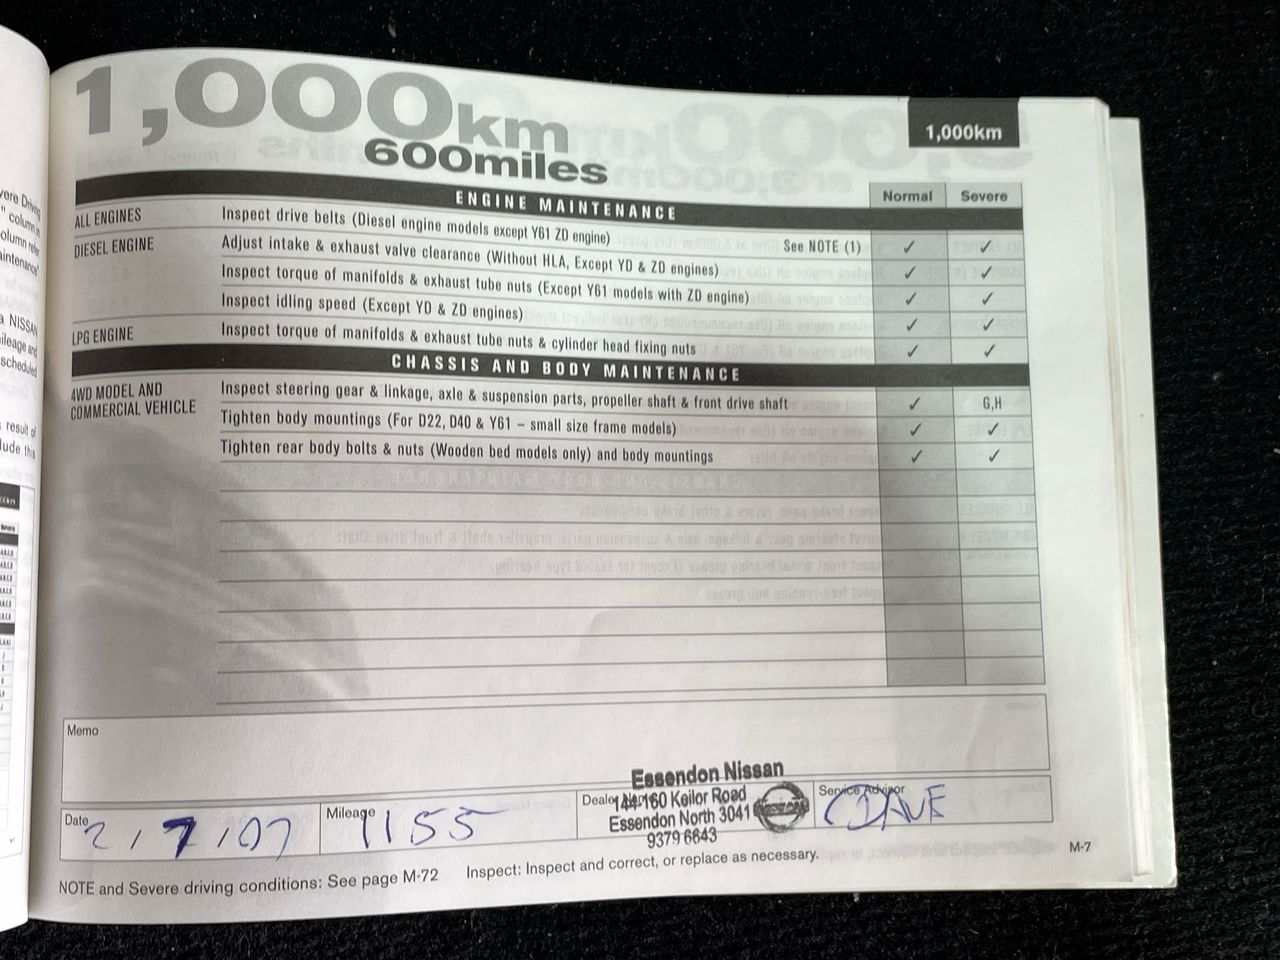 1,000km
600miles
1,000km
ENGINE MAINTENANCE
Normal Severe
ALL ENGINES Inspect drive belts (Diesel engine models except Y61 ZD engine) See NOTE (1) ✓ ✓
DIESEL ENGINE Adjust intake & exhaust valve clearance (Without HLA, Except YD & ZD engines) ✓ ✓
Inspect torque of manifolds & exhaust tube nuts (Except Y61 models with ZD engine) ✓ ✓
Inspect idling speed (Except YD & ZD engines) ✓ ✓
LPG ENGINE Inspect torque of manifolds & exhaust tube nuts & cylinder head fixing nuts ✓ ✓
CHASSIS AND BODY MAINTENANCE
4WD MODEL AND
COMMERCIAL VEHICLE
Inspect steering gear & linkage, axle & suspension parts, propeller shaft & front drive shaft ✓ G,H
Tighten body mountings (For D22, D40 & Y61 – small size frame models) ✓ ✓
Tighten rear body bolts & nuts (Wooden bed models only) and body mountings ✓ ✓
Memo
Date 2/7/07
Mileage 1155
Essendon Nissan
144-160 Keilor Road
Essendon North 3041
9379 6643
Service Advisor
DAVE
NOTE and Severe driving conditions: See page M-72
Inspect: Inspect and correct, or replace as necessary.
M-7